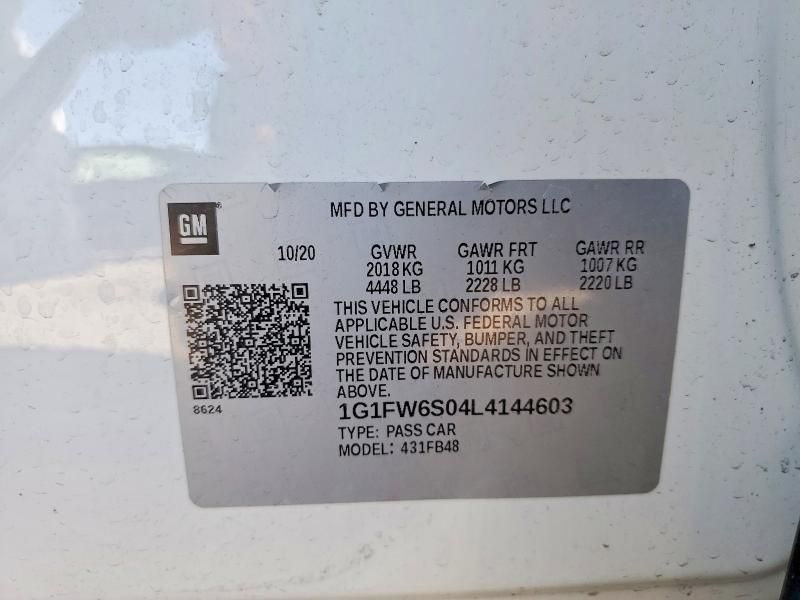 GM
MFD BY GENERAL MOTORS LLC
10/20 GVWR GAWR FRT GAWR RR
2018 KG 1011 KG 1007 KG
4448 LB 2228 LB 2220 LB
THIS VEHICLE CONFORMS TO ALL
APPLICABLE U.S. FEDERAL MOTOR
VEHICLE SAFETY, BUMPER, AND THEFT
PREVENTION STANDARDS IN EFFECT ON
THE DATE OF MANUFACTURE SHOWN
ABOVE.
8624
1G1FW6S04L4144603
TYPE: PASS CAR
MODEL: 431FB48